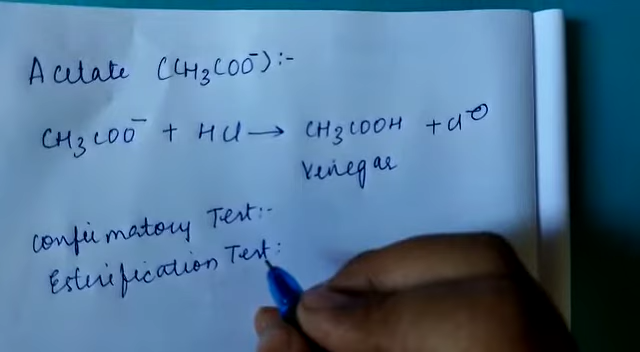 Acetate (CH3COO⁻):-
CH3COO⁻ + HCl → CH3COOH + Cl⊖
Vinegar
Confirmatory Test:-
Esterification Test: